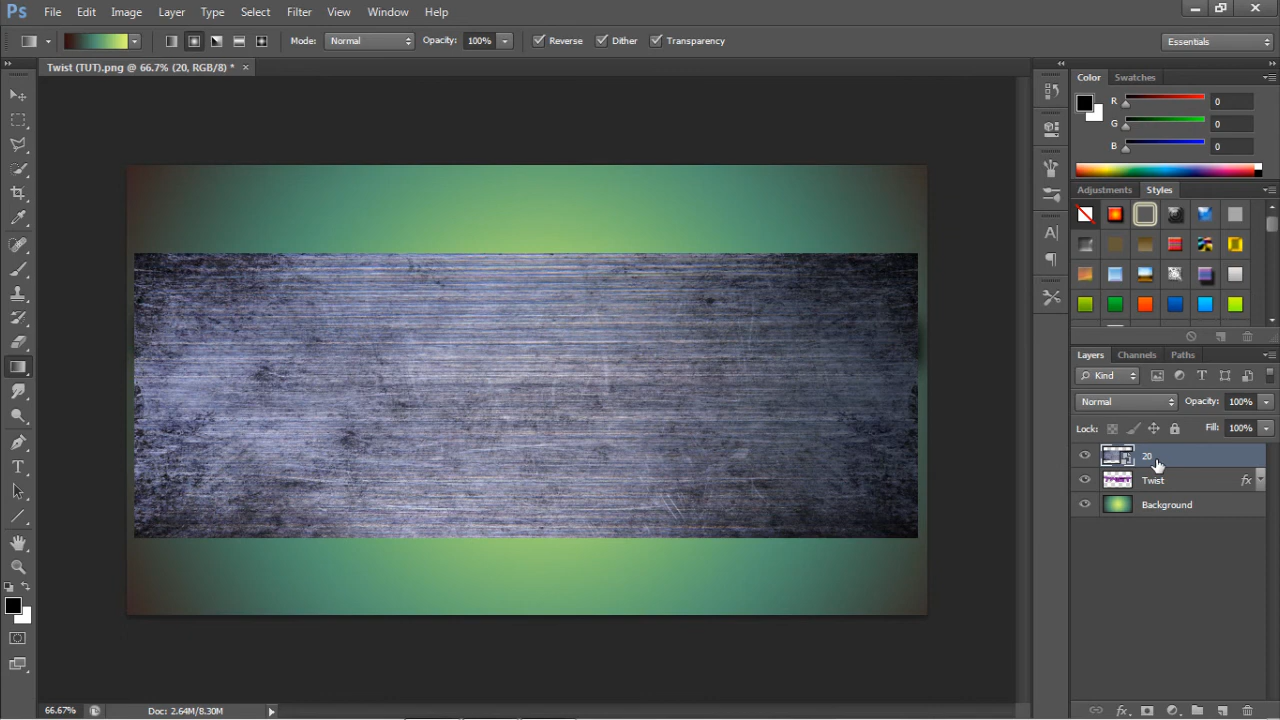 Ps File Edit Image Layer Type Select Filter View Window Help
Mode: Normal Opacity: 100% Reverse Dither Transparency Essentials
Twist (TUT).png @ 66.7% (20, RGB/8) * ×
Color Swatches
R 0
G 0
B 0
Adjustments Styles
Layers Channels Paths
Kind
Normal Opacity: 100%
Lock: Fill: 100%
20
Twist fx
Background
66.67% Doc: 2.64M/8.30M